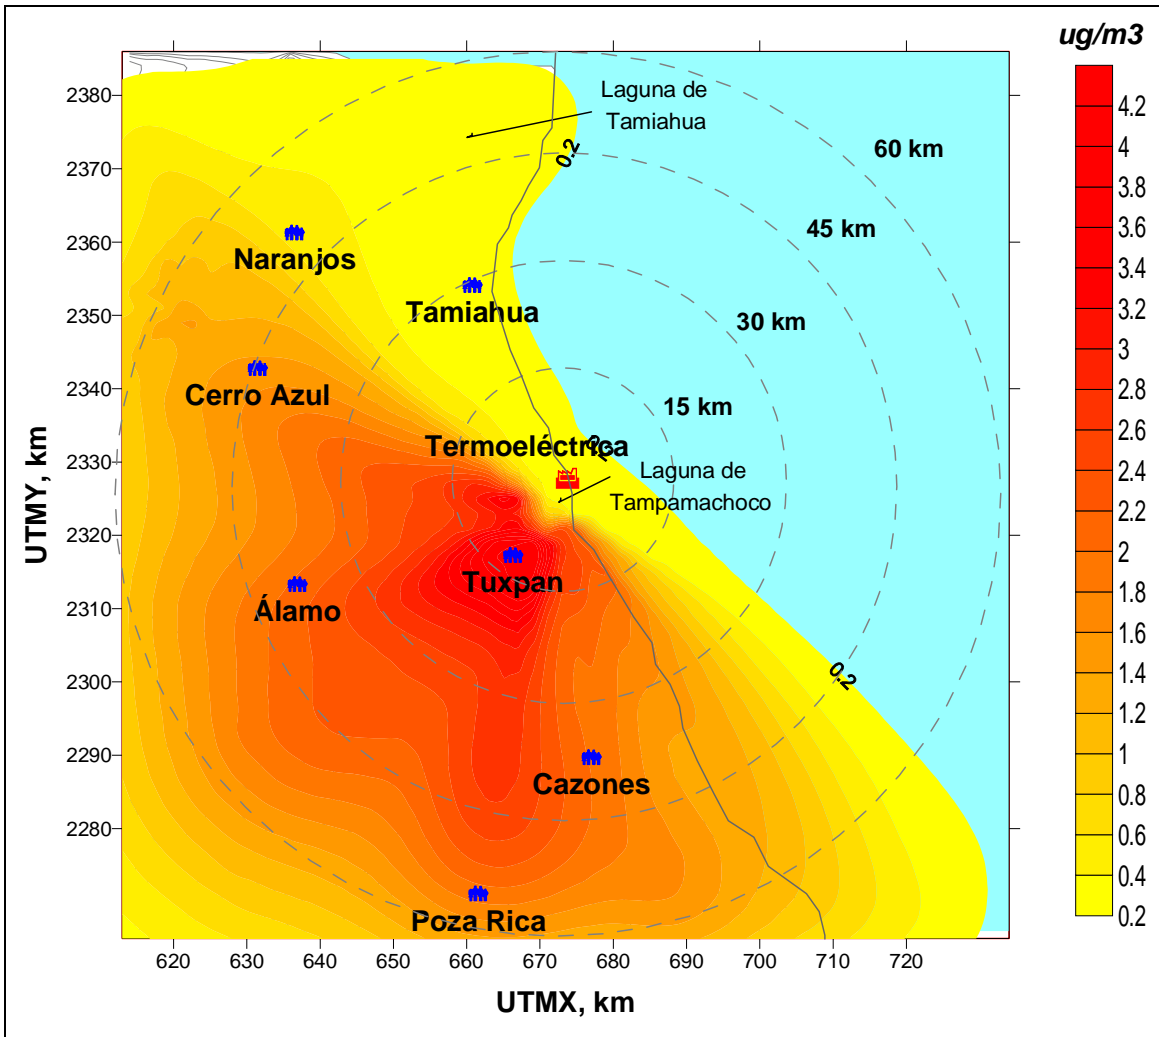 ug/m3
Laguna de
Tamiahua
60 km
0.2
45 km
Naranjos
Tamiahua
30 km
Cerro Azul
15 km
Termoeléctrica
0.2
Laguna de
Tampamachoco
Tuxpan
Álamo
0.2
Cazones
Poza Rica
2380
2370
2360
2350
2340
2330
2320
2310
2300
2290
2280
UTMY, km
620 630 640 650 660 670 680 690 700 710 720
UTMX, km
4.2
4
3.8
3.6
3.4
3.2
3
2.8
2.6
2.4
2.2
2
1.8
1.6
1.4
1.2
1
0.8
0.6
0.4
0.2